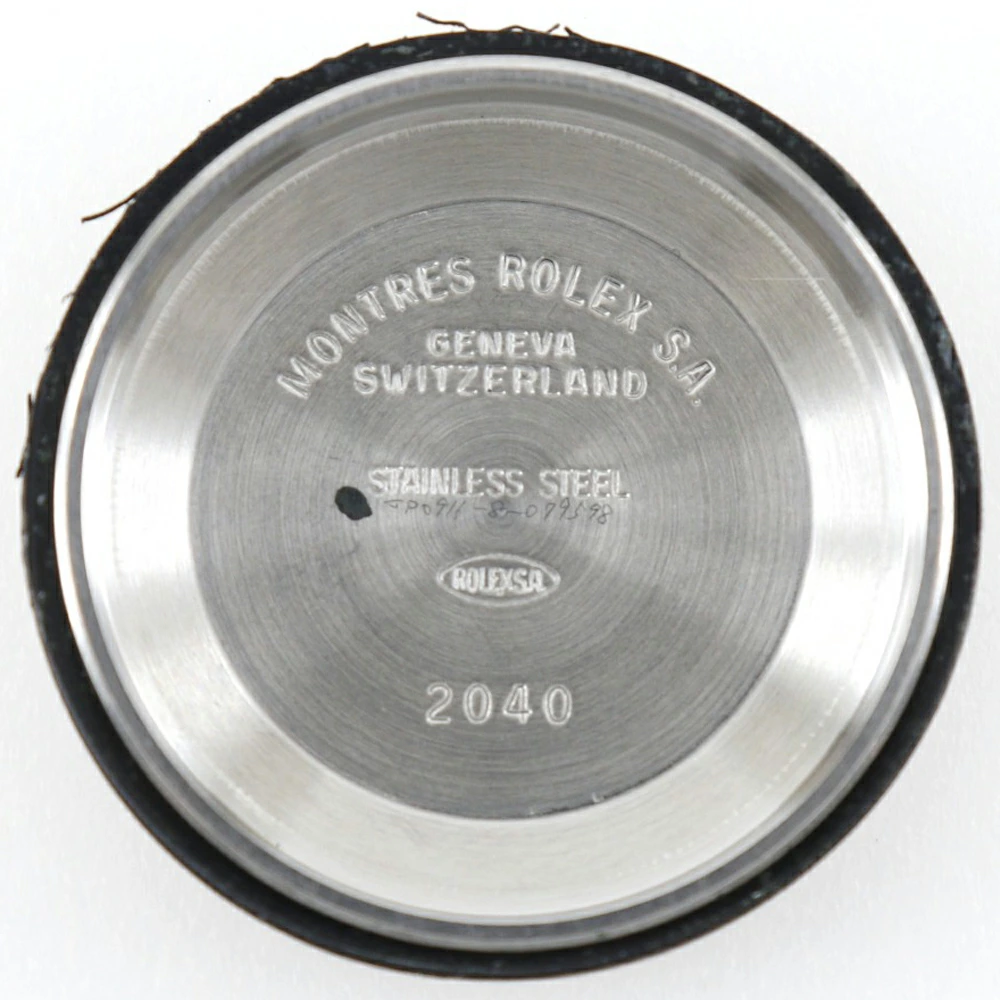 MONTRES ROLEX S.A.
GENEVA
SWITZERLAND
STAINLESS STEEL
ROLEX S.A.
2040